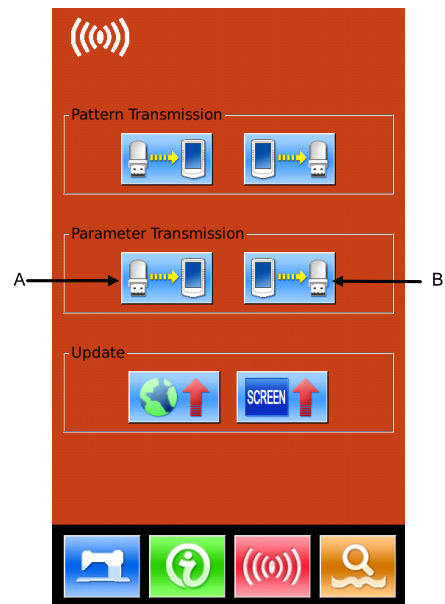 Pattern Transmission
Parameter Transmission
A
B
Update
SCREEN